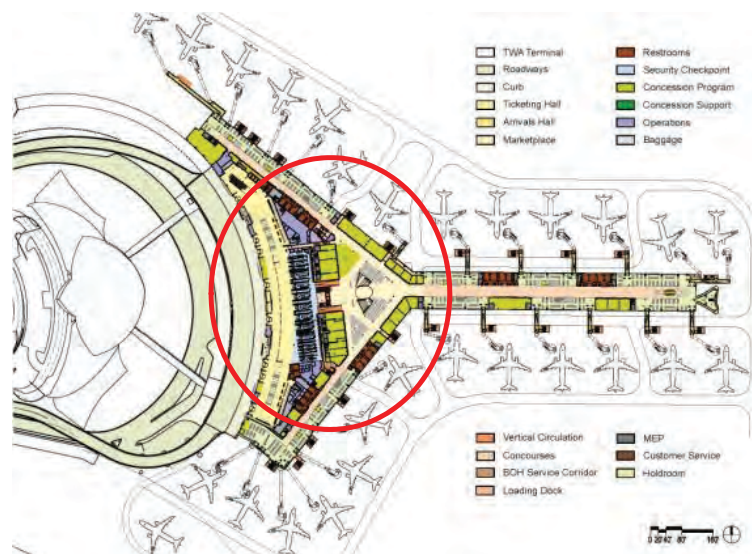 TWA Terminal
Roadways
Curb
Ticketing Hall
Arrivals Hall
Marketplace
Restrooms
Security Checkpoint
Concession Program
Concession Support
Operations
Baggage
Vertical Circulation
Concourses
BOH Service Corridor
Loading Dock
MEP
Customer Service
Holdroom